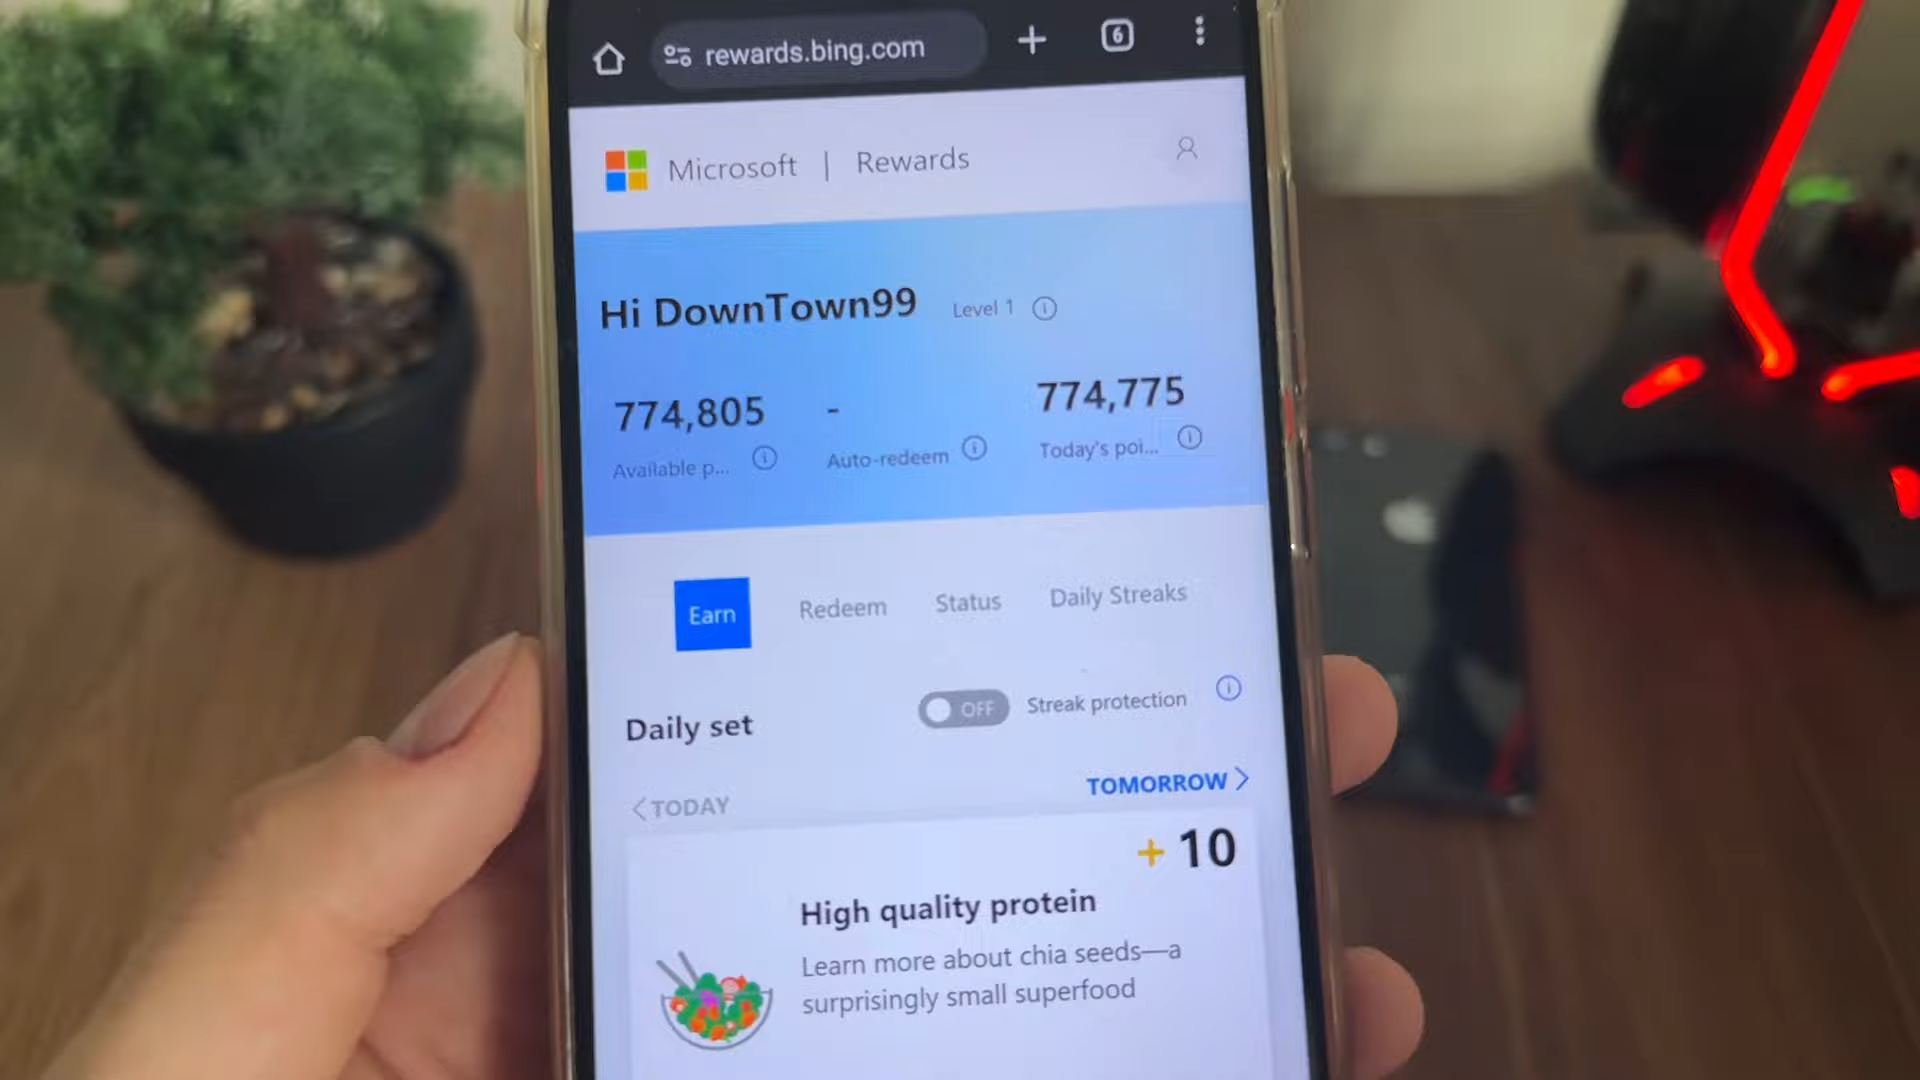 rewards.bing.com
6
Microsoft | Rewards
Hi DownTown99 Level 1
774,805 - 774,775
Available p... Auto-redeem Today's poi...
Earn Redeem Status Daily Streaks
Daily set OFF Streak protection
TODAY TOMORROW
+ 10
High quality protein
Learn more about chia seeds—a
surprisingly small superfood